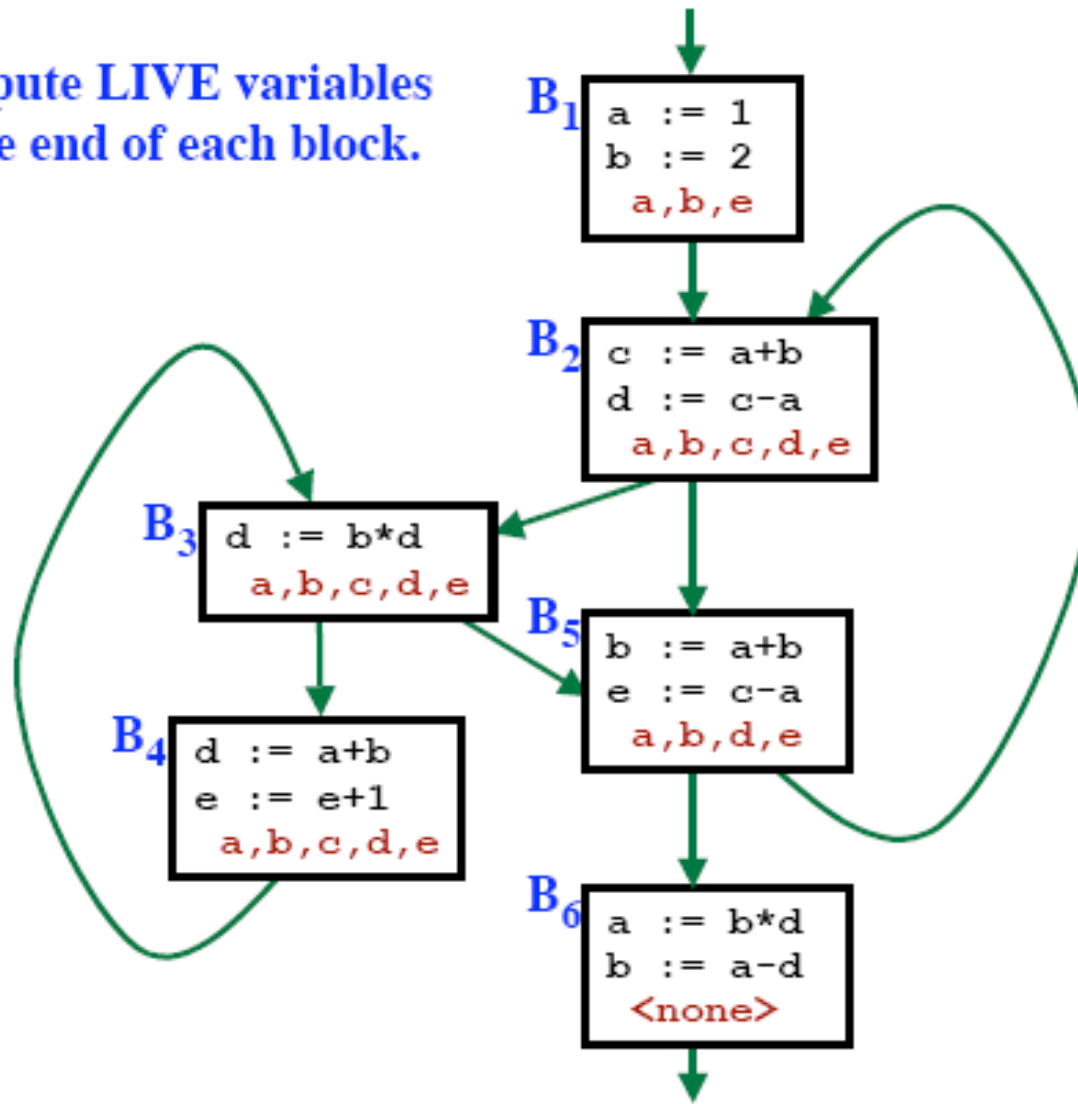 pute LIVE variables
e end of each block.
B1
a := 1
b := 2
a,b,e
B2
c := a+b
d := c-a
a,b,c,d,e
B3
d := b*d
a,b,c,d,e
B4
d := a+b
e := e+1
a,b,c,d,e
B5
b := a+b
e := c-a
a,b,d,e
B6
a := b*d
b := a-d
<none>